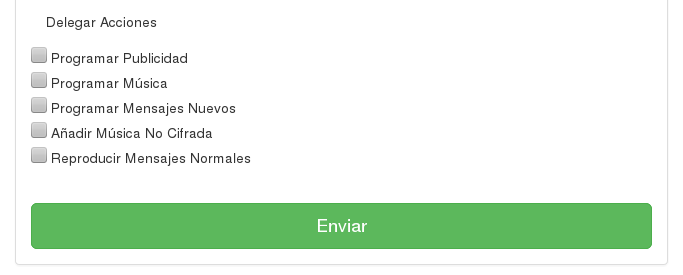 Delegar Acciones
Programar Publicidad
Programar Música
Programar Mensajes Nuevos
Añadir Música No Cifrada
Reproducir Mensajes Normales
Enviar